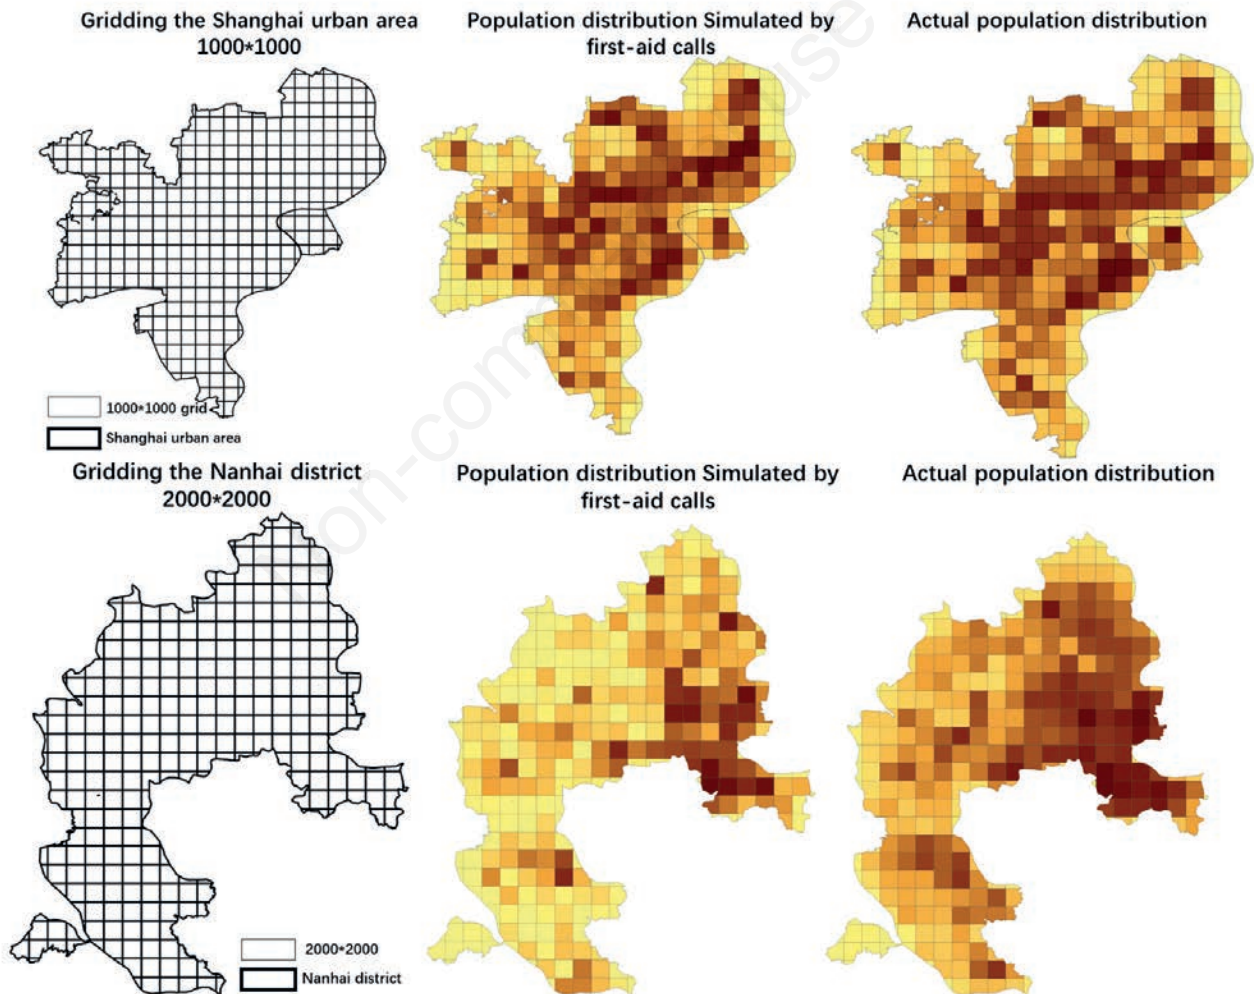 Gridding the Shanghai urban area
1000*1000
Population distribution Simulated by
first-aid calls
Actual population distribution
1000*1000 grid
Shanghai urban area
Gridding the Nanhai district
2000*2000
Population distribution Simulated by
first-aid calls
Actual population distribution
2000*2000
Nanhai district